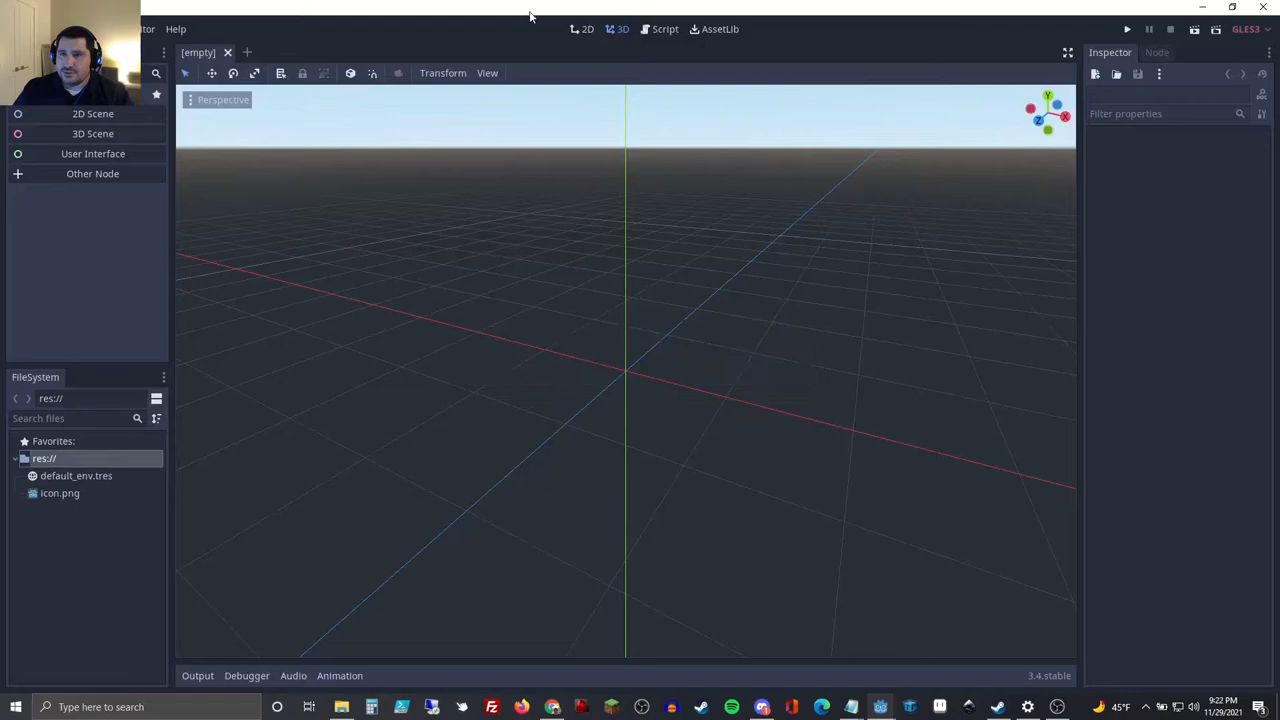 itor Help 2D 3D Script AssetLib GLES3
[empty] Inspector Node
Transform View
Perspective
Y
X
Z
Filter properties
2D Scene
3D Scene
User Interface
Other Node
FileSystem
res://
Search files
Favorites:
res://
default_env.tres
icon.png
Output Debugger Audio Animation 3.4.stable
Type here to search
45°F
9:22 PM
11/29/2021